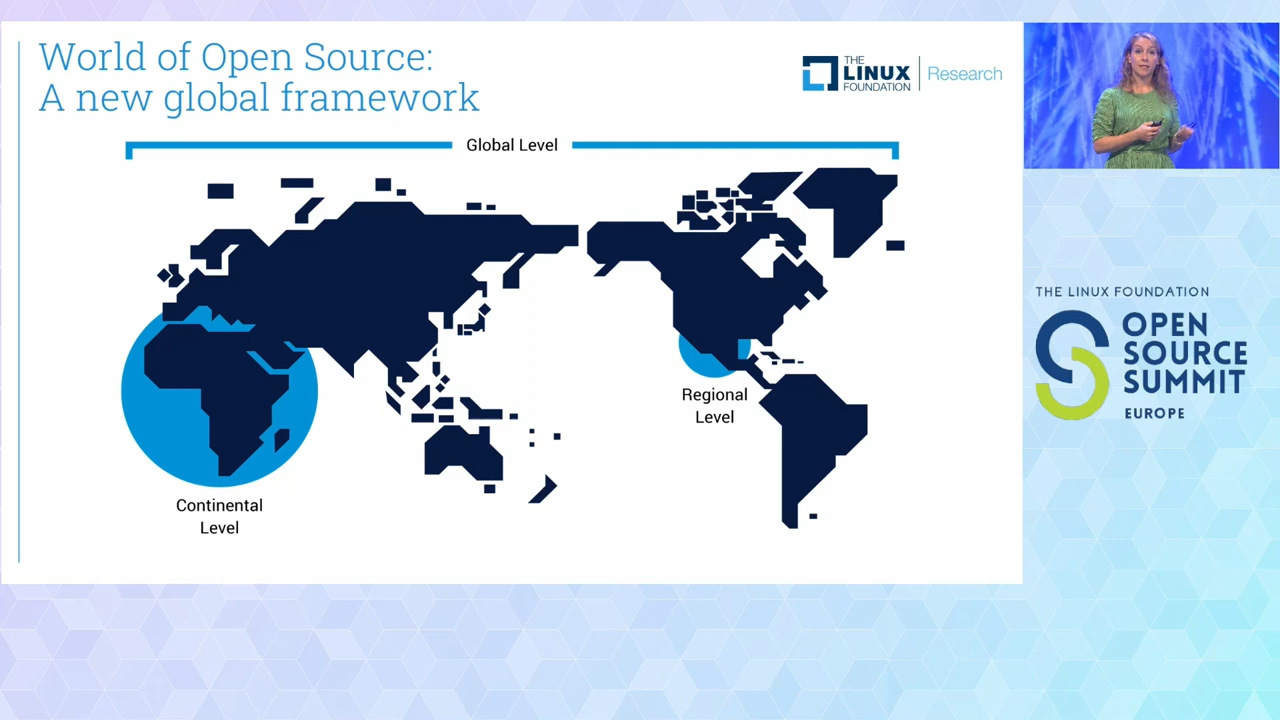 World of Open Source:
A new global framework
THE
LINUX
FOUNDATION
Research
Global Level
Regional
Level
Continental
Level
THE LINUX FOUNDATION
OPEN
SOURCE
SUMMIT
EUROPE